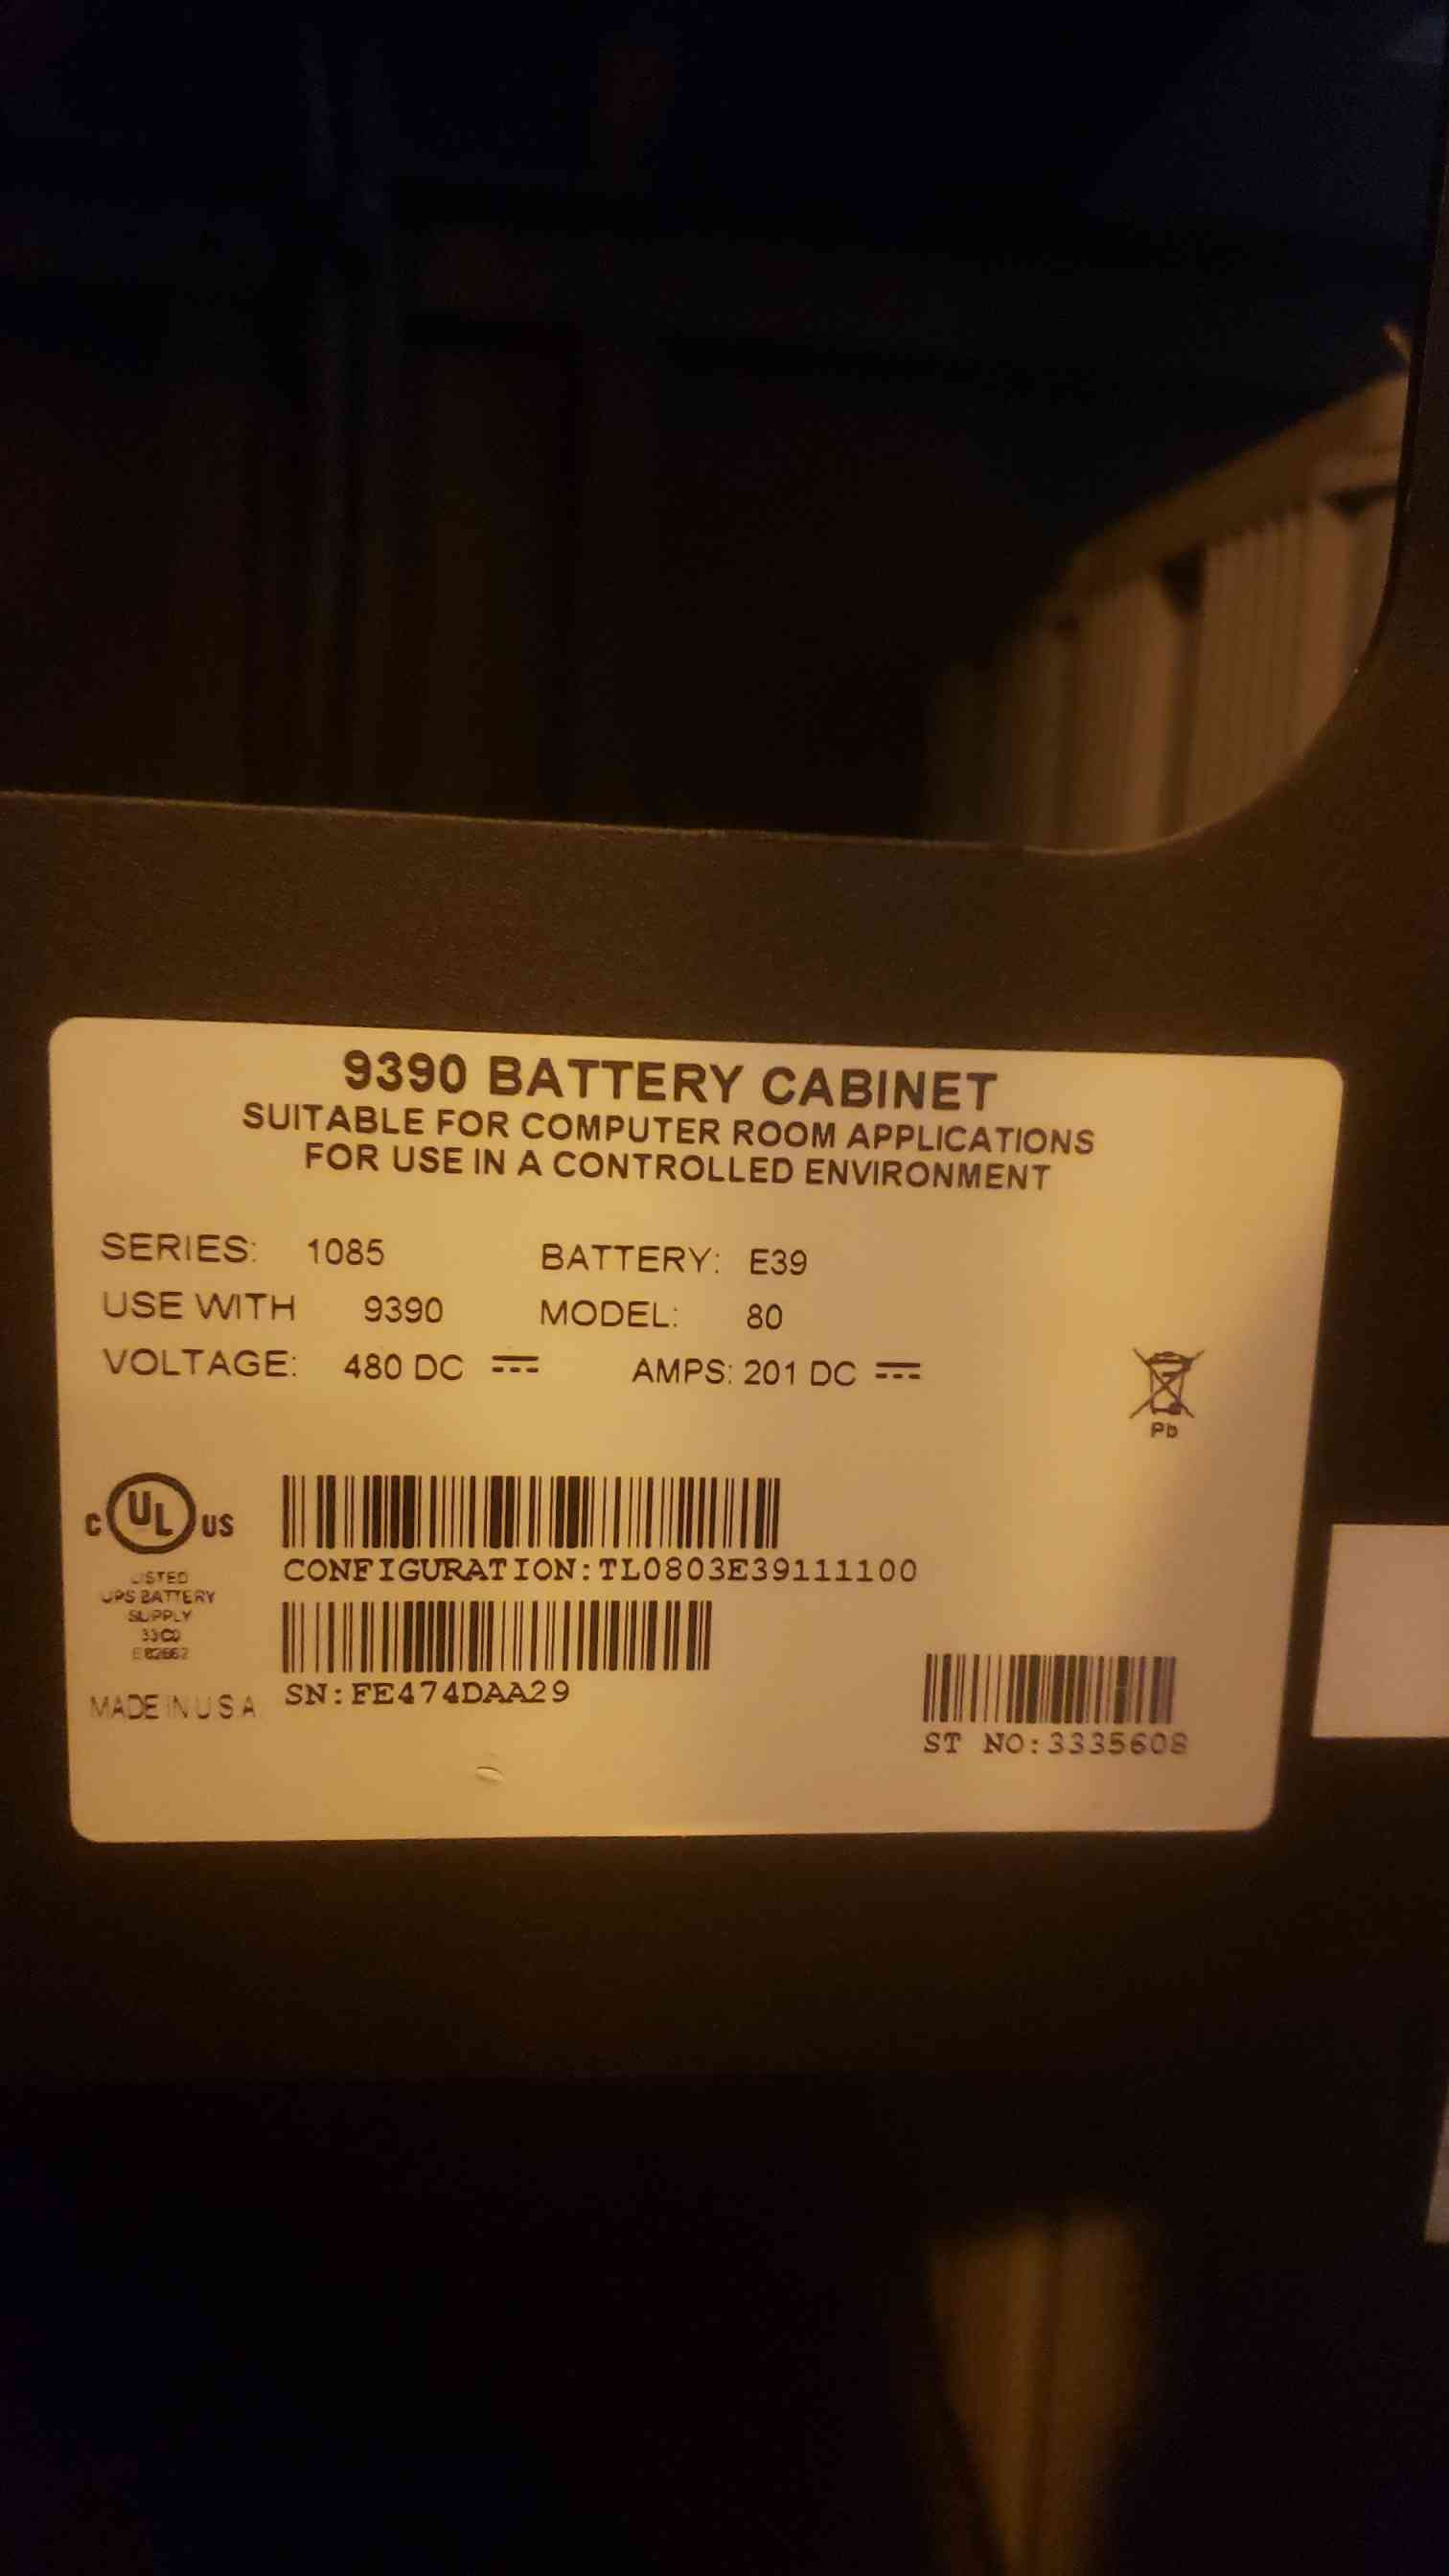 9390 BATTERY CABINET
SUITABLE FOR COMPUTER ROOM APPLICATIONS
FOR USE IN A CONTROLLED ENVIRONMENT
SERIES: 1085 BATTERY: E39
USE WITH 9390 MODEL: 80
VOLTAGE: 480 DC AMPS: 201 DC
Pb
C UL US
LISTED
UPS BATTERY
SUPPLY
CONFIGURATION:TL0803E39111100
SN:FE474DAA29
MADE IN U S A
ST NO:3335608